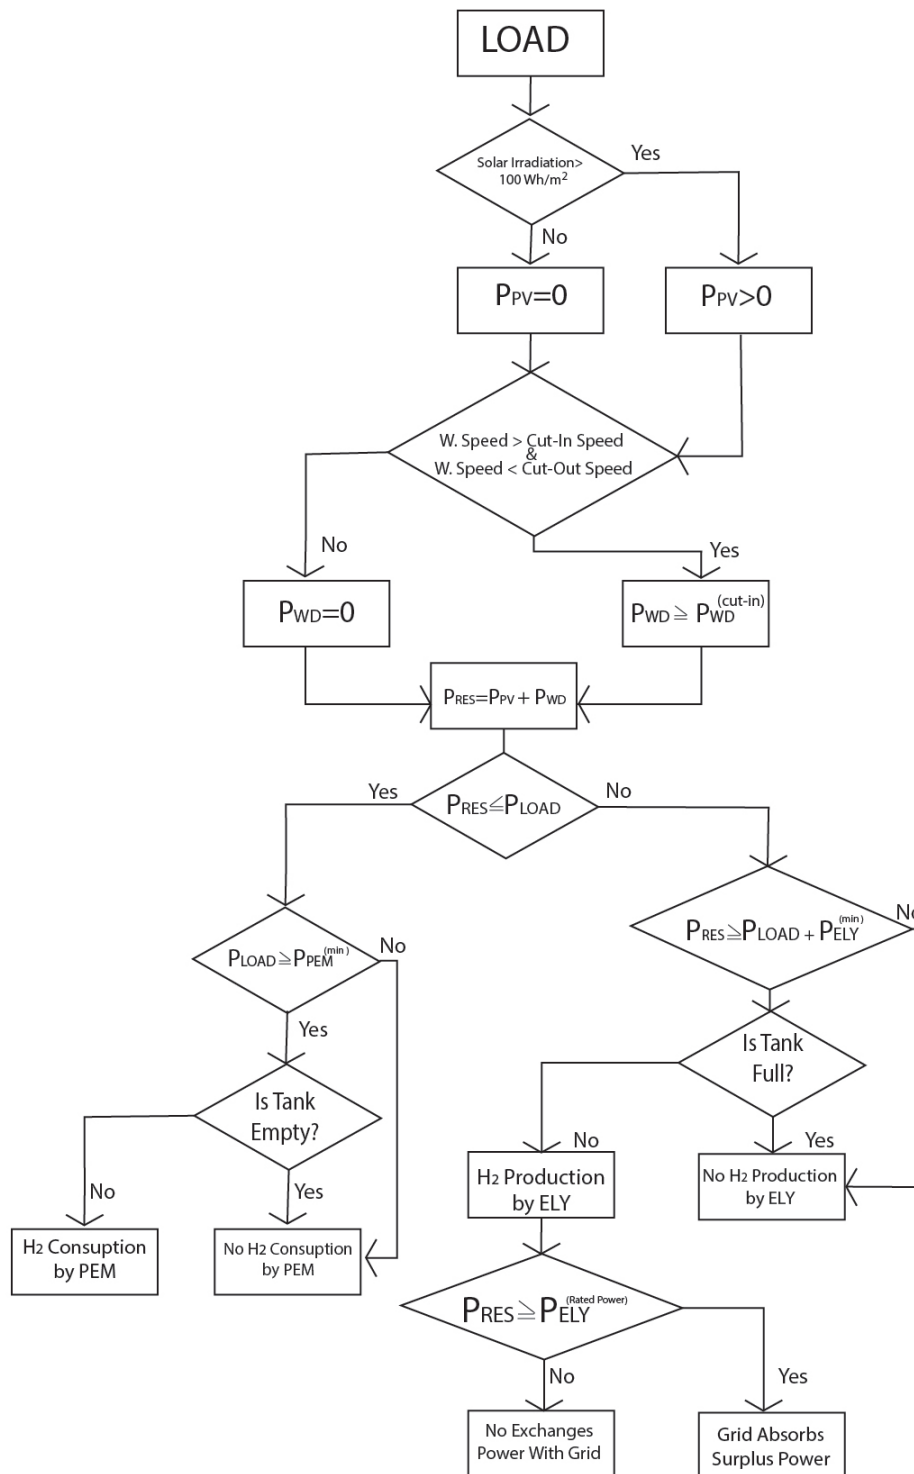 LOAD
Solar Irradiation>
100 Wh/m²
Yes
No
PPV=0
PPV>0
W. Speed > Cut-In Speed
&
W. Speed < Cut-Out Speed
No
Yes
PWD=0
PWD ≧ PWD(cut-in)
PRES=PPV + PWD
Yes
PRES≦PLOAD
No
PLOAD≧PPEM(min)
No
PRES≧PLOAD + PELY(min)
No
Yes
Is Tank
Full?
Is Tank
Empty?
No
Yes
No
Yes
H2 Production
by ELY
No H2 Production
by ELY
H2 Consuption
by PEM
No H2 Consuption
by PEM
PRES≧PELY(Rated Power)
No
Yes
No Exchanges
Power With Grid
Grid Absorbs
Surplus Power